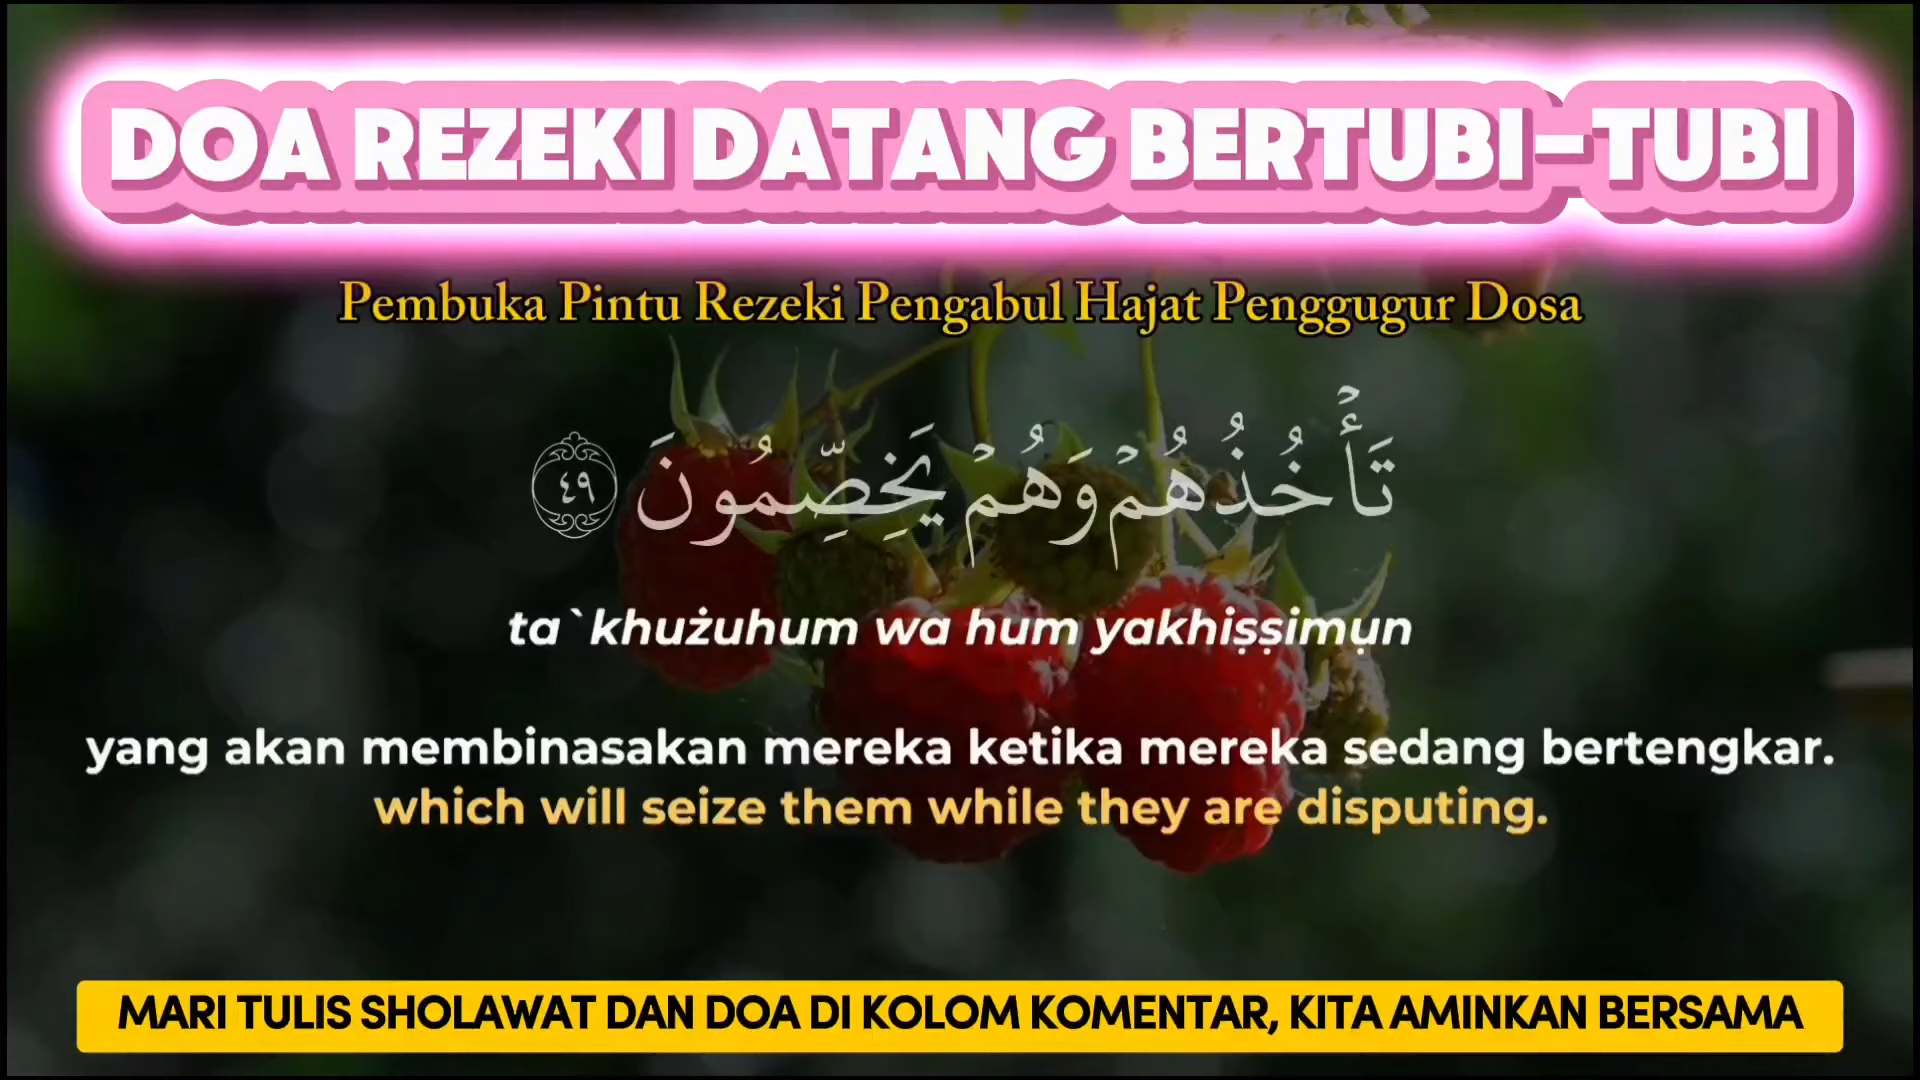 DOA REZEKI DATANG BERTUBI-TUBI
Pembuka Pintu Rezeki Pengabul Hajat Penggugur Dosa
تَأۡخُذُهُمۡ وَهُمۡ يَخِصِّمُونَ ٤٩
ta`khużuhum wa hum yakhiṣṣimụn
yang akan membinasakan mereka ketika mereka sedang bertengkar.
which will seize them while they are disputing.
MARI TULIS SHOLAWAT DAN DOA DI KOLOM KOMENTAR, KITA AMINKAN BERSAMA